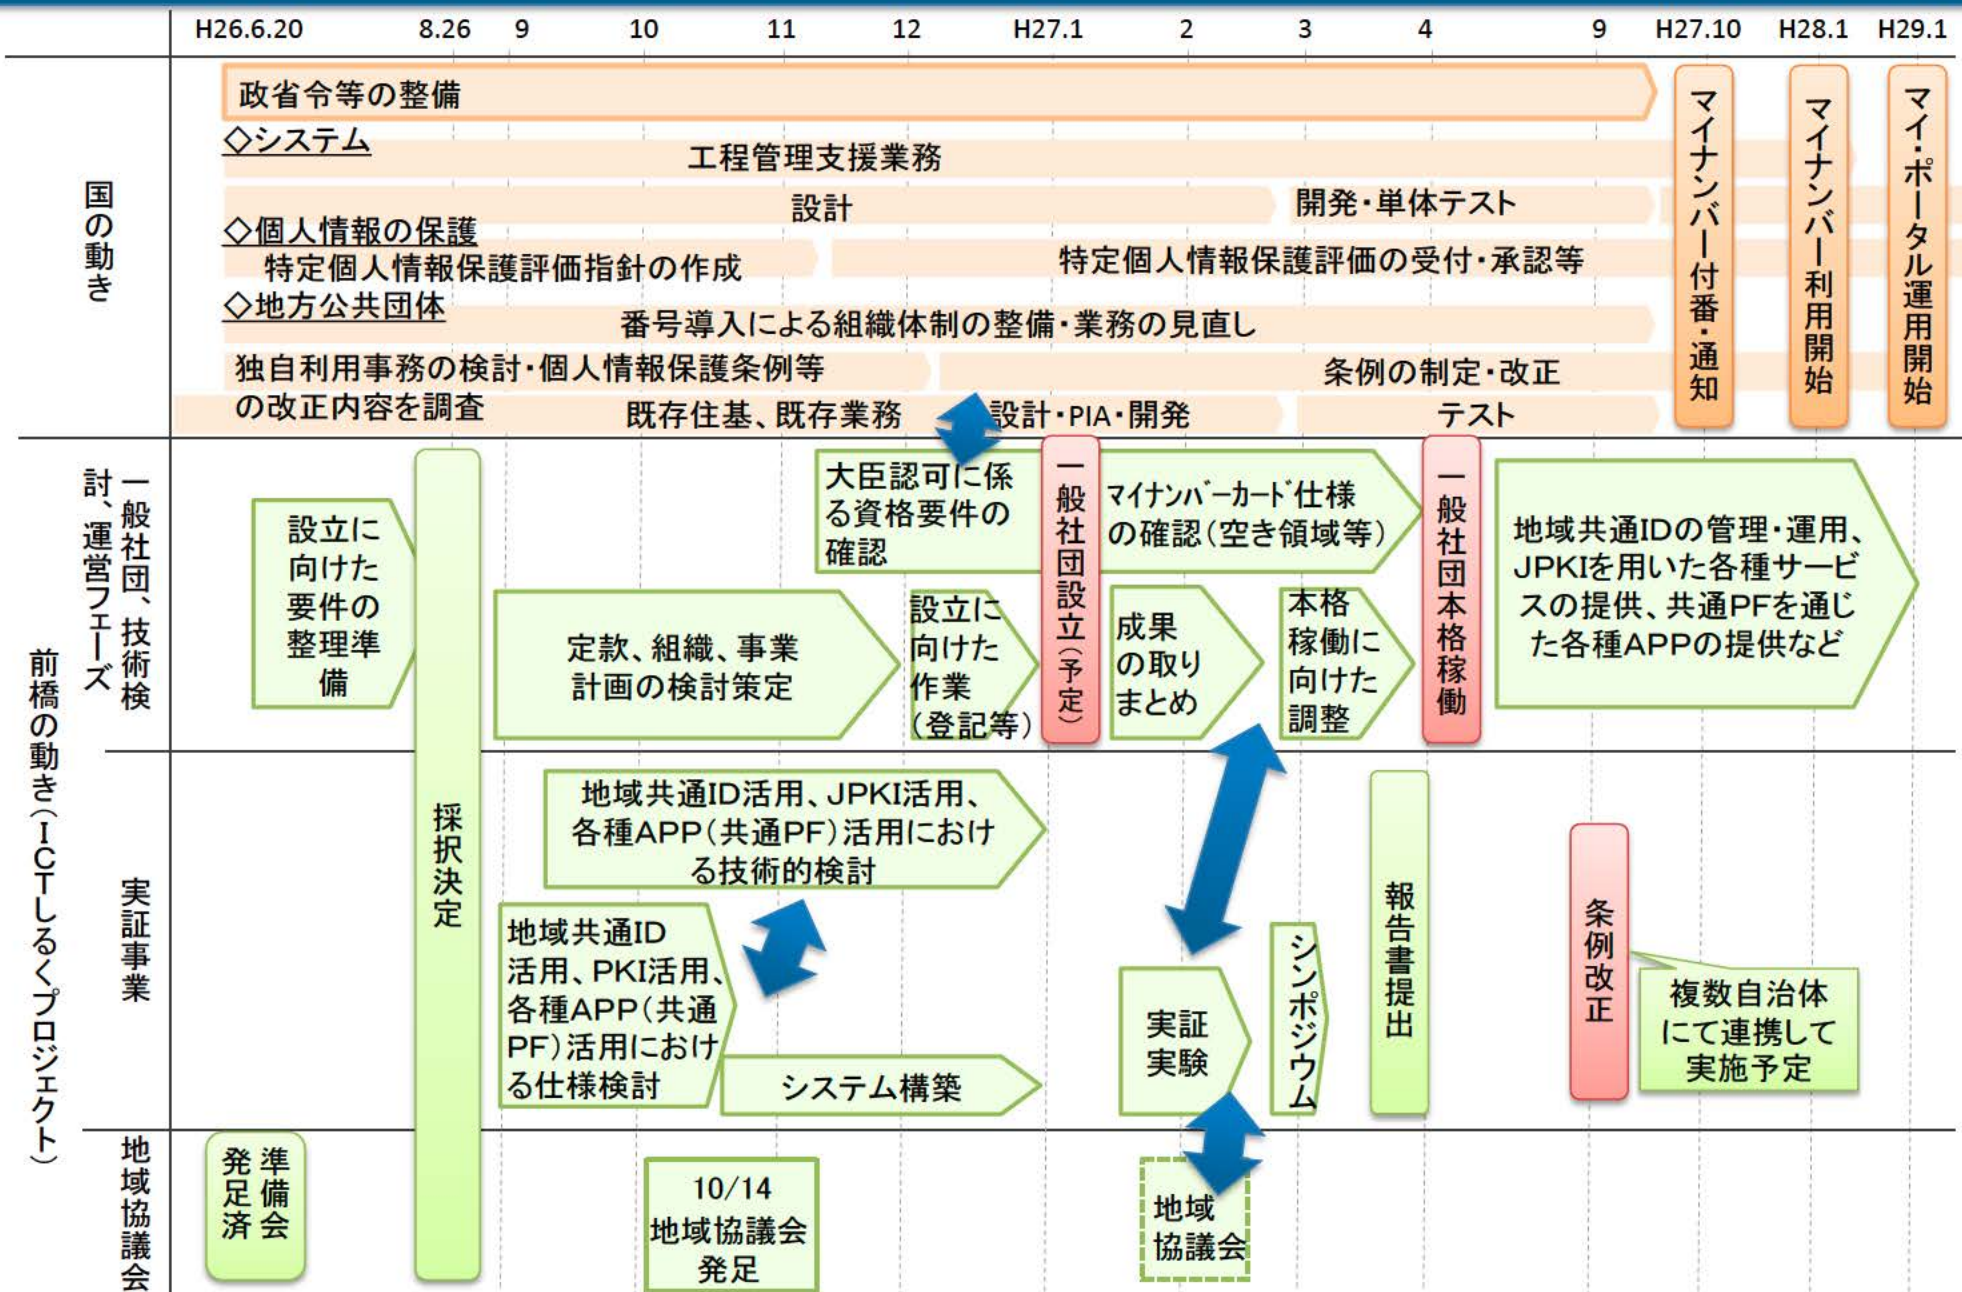 H26.6.20 8.26 9 10 11 12 H27.1 2 3 4 9 H27.10 H28.1 H29.1
国の動き
政省令等の整備
◇システム
工程管理支援業務
設計
開発・単体テスト
◇個人情報の保護
特定個人情報保護評価指針の作成
特定個人情報保護評価の受付・承認等
◇地方公共団体
番号導入による組織体制の整備・業務の見直し
独自利用事務の検討・個人情報保護条例等
の改正内容を調査
条例の制定・改正
既存住基、既存業務
設計・PIA・開発
テスト
マイナンバー付番・通知
マイナンバー利用開始
マイ・ポータル運用開始
前橋の動き（ICTしるくプロジェクト）
一般社団、技術検
討、運営フェーズ
設立に
向けた
要件の
整理準
備
採択決定
定款、組織、事業
計画の検討策定
大臣認可に係
る資格要件の
確認
設立に
向けた
作業
（登記等）
一般社団設立（予定）
マイナンバーカード仕様
の確認（空き領域等）
成果
の取り
まとめ
本格
稼働に
向けた
調整
一般社団本格稼働
地域共通IDの管理・運用、
JPKIを用いた各種サービ
スの提供、共通PFを通じ
た各種APPの提供など
実証事業
地域共通ID活用、JPKI活用、
各種APP（共通PF）活用におけ
る技術的検討
地域共通ID
活用、PKI活用、
各種APP（共通
PF）活用におけ
る仕様検討
システム構築
実証
実験
シンポジウム
報告書提出
条例改正
複数自治体
にて連携して
実施予定
地域協議会
準備会
発足済
10/14
地域協議会
発足
地域
協議会